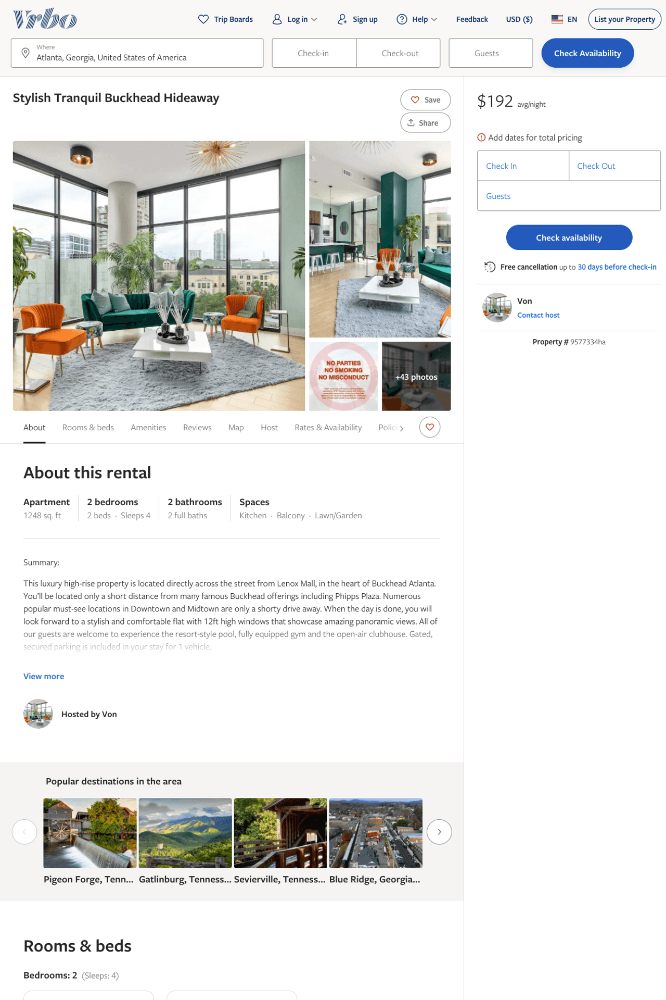 Vrbo
Trip Boards
Log in
Sign up
Help
Feedback
USD ($)
EN
List your Property
Where
Atlanta, Georgia, United States of America
Check-in
Check-out
Guests
Check Availability
Stylish Tranquil Buckhead Hideaway
Save
Share
$192 avg/night
Add dates for total pricing
Check In
Check Out
Guests
Check availability
Free cancellation up to 30 days before check-in
Von
Contact host
Property # 9577334ha
NO PARTIES
NO SMOKING
NO MISCONDUCT
+43 photos
About
Rooms & beds
Amenities
Reviews
Map
Host
Rates & Availability
Polici
About this rental
Apartment
1248 sq. ft
2 bedrooms
2 beds · Sleeps 4
2 bathrooms
2 full baths
Spaces
Kitchen · Balcony · Lawn/Garden
Summary:
This luxury high-rise property is located directly across the street from Lenox Mall, in the heart of Buckhead Atlanta.
You’ll be located only a short distance from many famous Buckhead offerings including Phipps Plaza. Numerous
popular must-see locations in Downtown and Midtown are only a shorty drive away. When the day is done, you will
look forward to a stylish and comfortable flat with 12ft high windows that showcase amazing panoramic views. All of
our guests are welcome to experience the resort-style pool, fully equipped gym and the open-air clubhouse. Gated,
secured parking is included in your stay for 1 vehicle.
View more
Hosted by Von
Popular destinations in the area
Pigeon Forge, Tenn...
Gatlinburg, Tenness...
Sevierville, Tenness...
Blue Ridge, Georgia...
Rooms & beds
Bedrooms: 2 (Sleeps: 4)